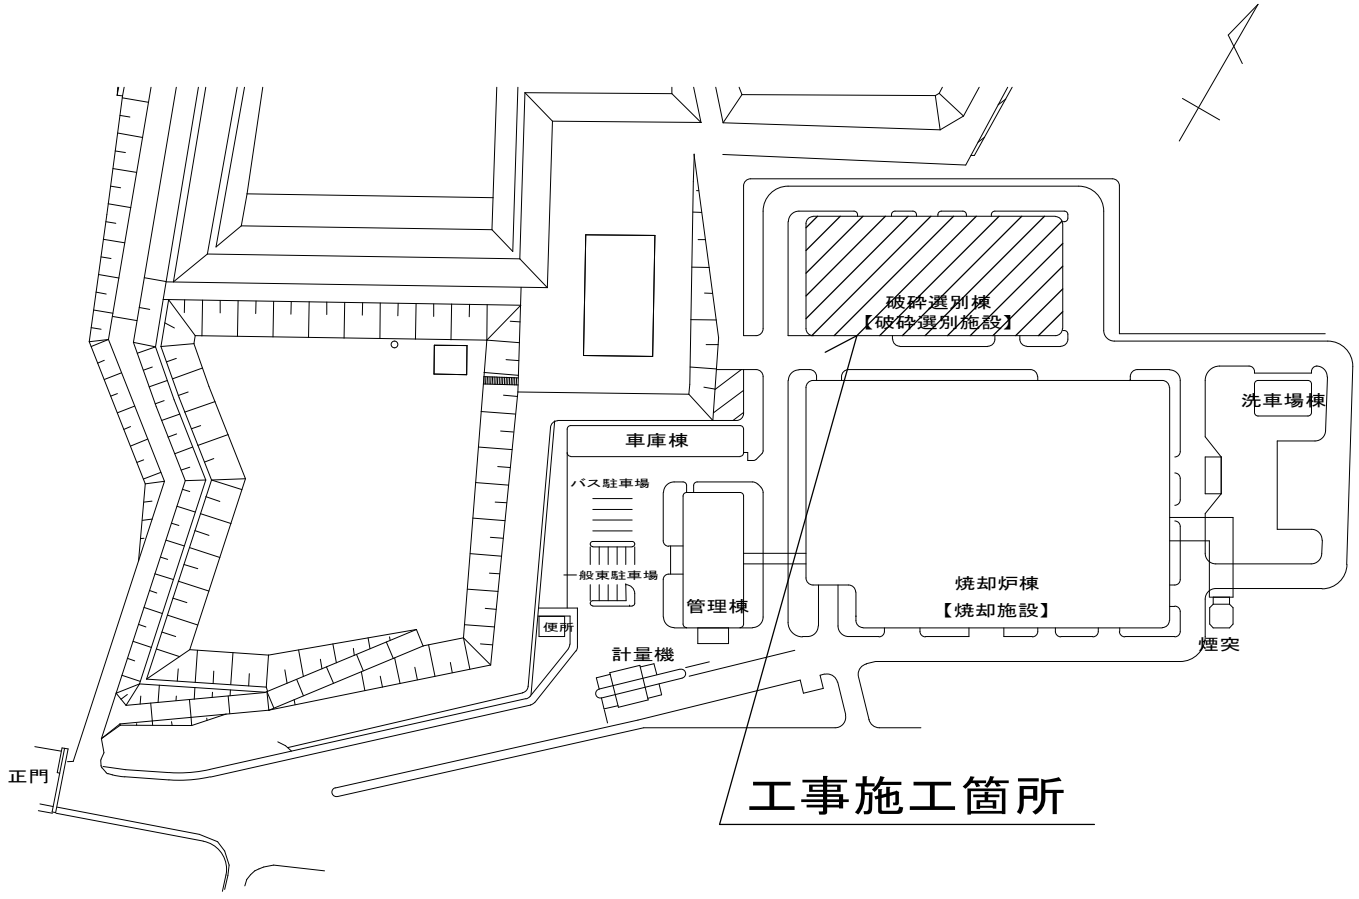 破砕選別棟
【破砕選別施設】
洗車場棟
車庫棟
バス駐車場
一般車駐車場
管理棟
焼却炉棟
【焼却施設】
便所
計量機
煙突
正門
工事施工箇所